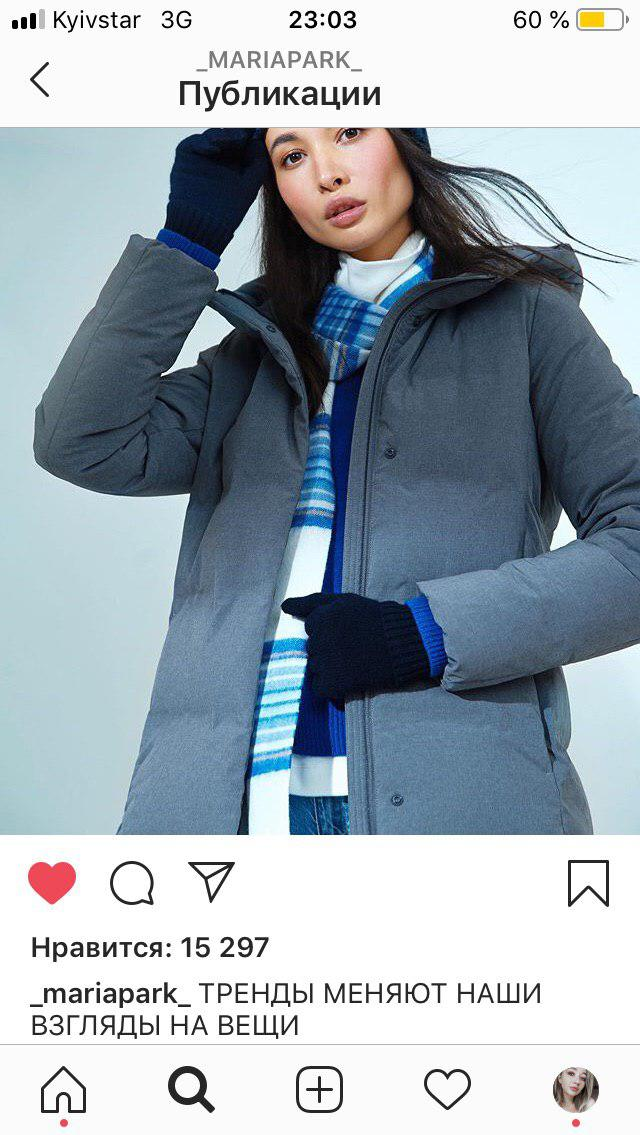 Kyivstar 3G 23:03 60 %
_MARIAPARK_
Публикации
Нравится: 15 297
_mariapark_ ТРЕНДЫ МЕНЯЮТ НАШИ
ВЗГЛЯДЫ НА ВЕЩИ